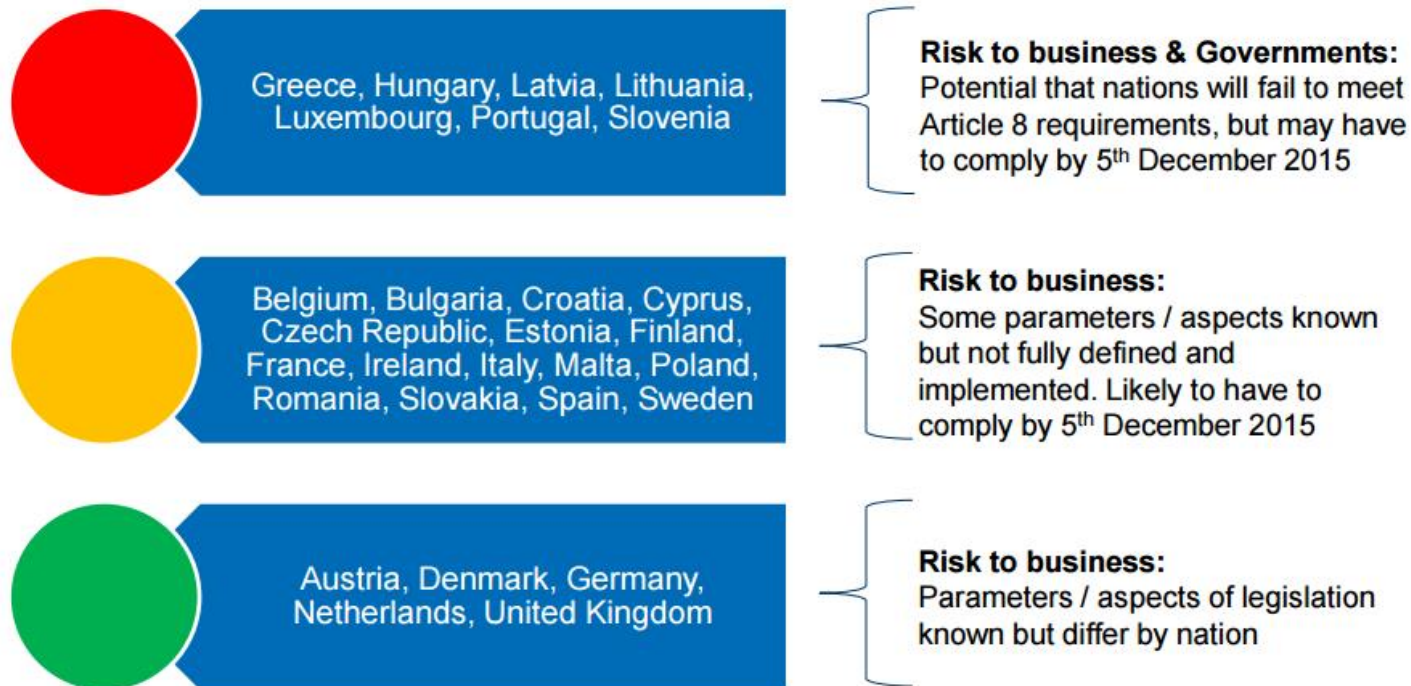 Greece, Hungary, Latvia, Lithuania,
Luxembourg, Portugal, Slovenia
Risk to business & Governments:
Potential that nations will fail to meet
Article 8 requirements, but may have
to comply by 5th December 2015
Belgium, Bulgaria, Croatia, Cyprus,
Czech Republic, Estonia, Finland,
France, Ireland, Italy, Malta, Poland,
Romania, Slovakia, Spain, Sweden
Risk to business:
Some parameters / aspects known
but not fully defined and
implemented. Likely to have to
comply by 5th December 2015
Austria, Denmark, Germany,
Netherlands, United Kingdom
Risk to business:
Parameters / aspects of legislation
known but differ by nation